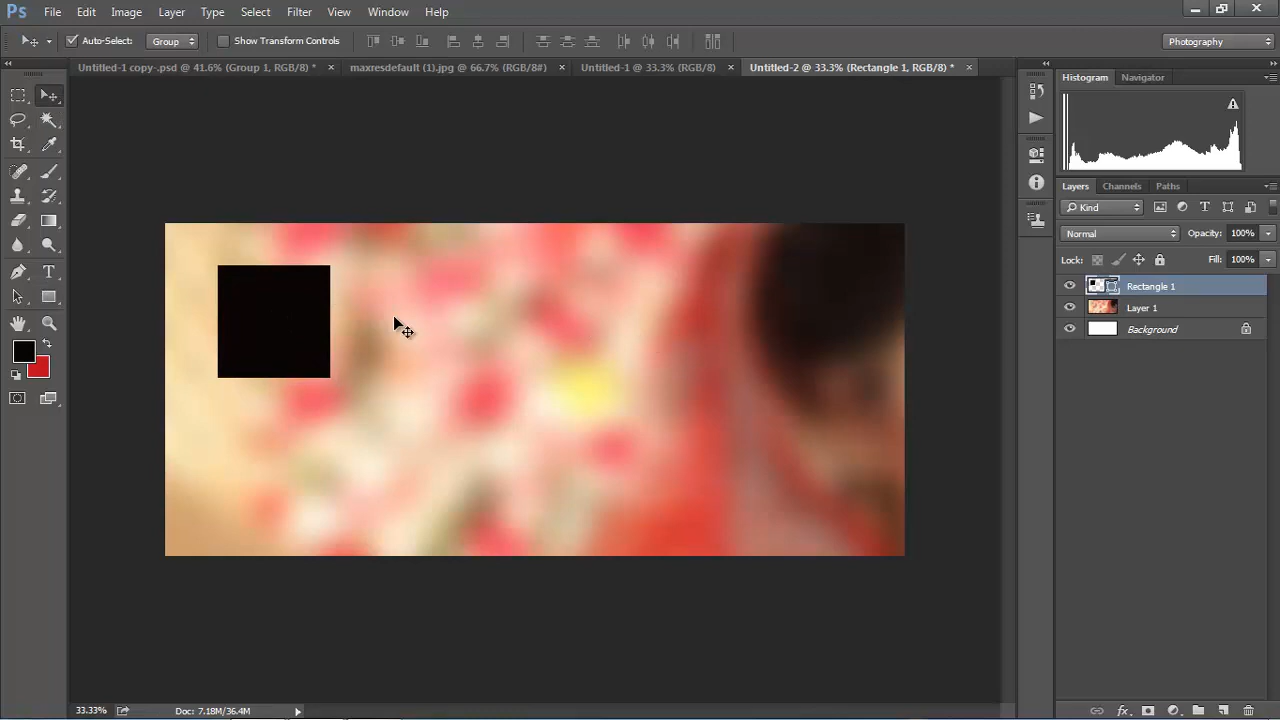 Ps File Edit Image Layer Type Select Filter View Window Help
Auto-Select: Group Show Transform Controls Photography
Untitled-1 copy-.psd @ 41.6% (Group 1, RGB/8) * × maxresdefault (1).jpg @ 66.7% (RGB/8#) × Untitled-1 @ 33.3% (RGB/8) × Untitled-2 @ 33.3% (Rectangle 1, RGB/8) * ×
Histogram Navigator
Layers Channels Paths
Kind
Normal Opacity: 100%
Lock: Fill: 100%
Rectangle 1
Layer 1
Background
33.33% Doc: 7.18M/36.4M